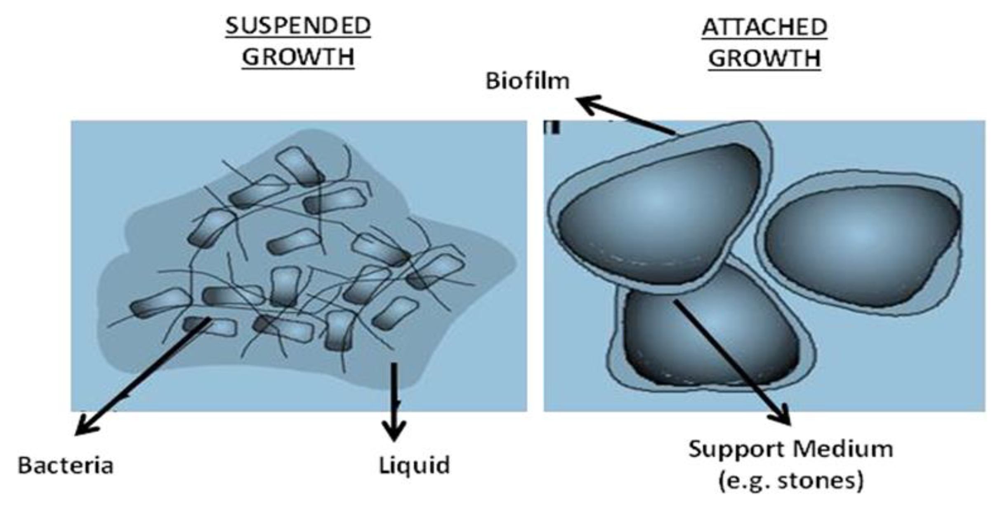 SUSPENDED
GROWTH
ATTACHED
GROWTH
Biofilm
Bacteria
Liquid
Support Medium
(e.g. stones)